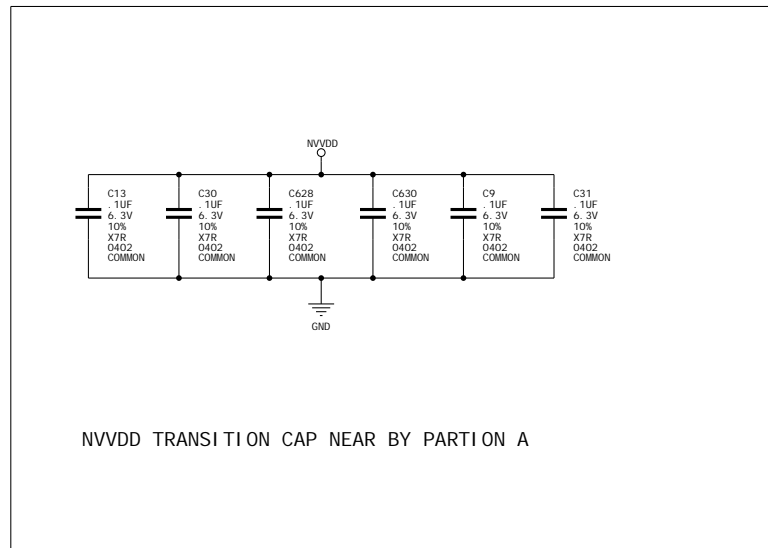 NVVDD
C13
.1UF
6.3V
10%
X7R
0402
COMMON
C30
.1UF
6.3V
10%
X7R
0402
COMMON
C628
.1UF
6.3V
10%
X7R
0402
COMMON
C630
.1UF
6.3V
10%
X7R
0402
COMMON
C9
.1UF
6.3V
10%
X7R
0402
COMMON
C31
.1UF
6.3V
10%
X7R
0402
COMMON
GND
NVVDD TRANSITION CAP NEAR BY PARTION A